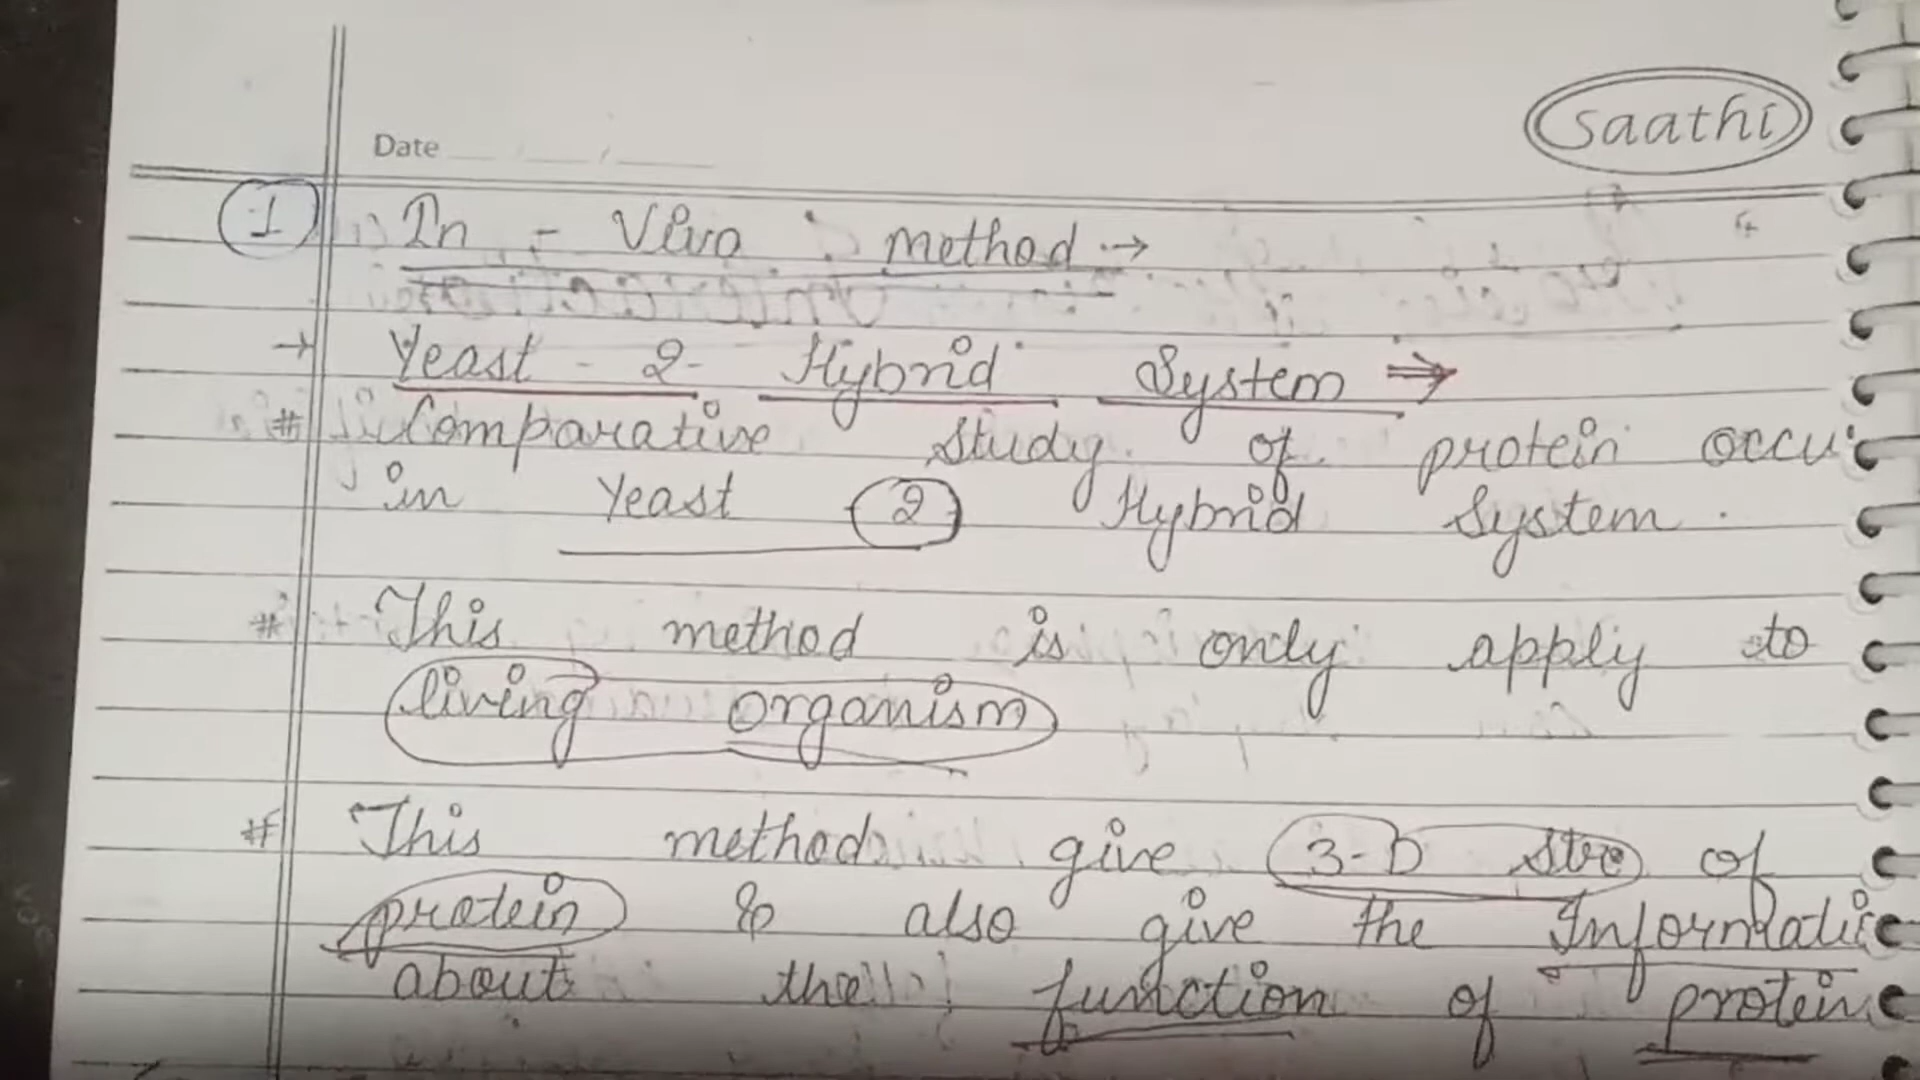 saathi
Date
1 In - Vivo method →
→ Yeast - 2 - Hybrid System ⇒
# Comparative study of protein occu
in Yeast 2 Hybrid System.
# This method is only apply to
living organism
# This method give 3-D stre of
protein & also give the Informatic
about the function of protein